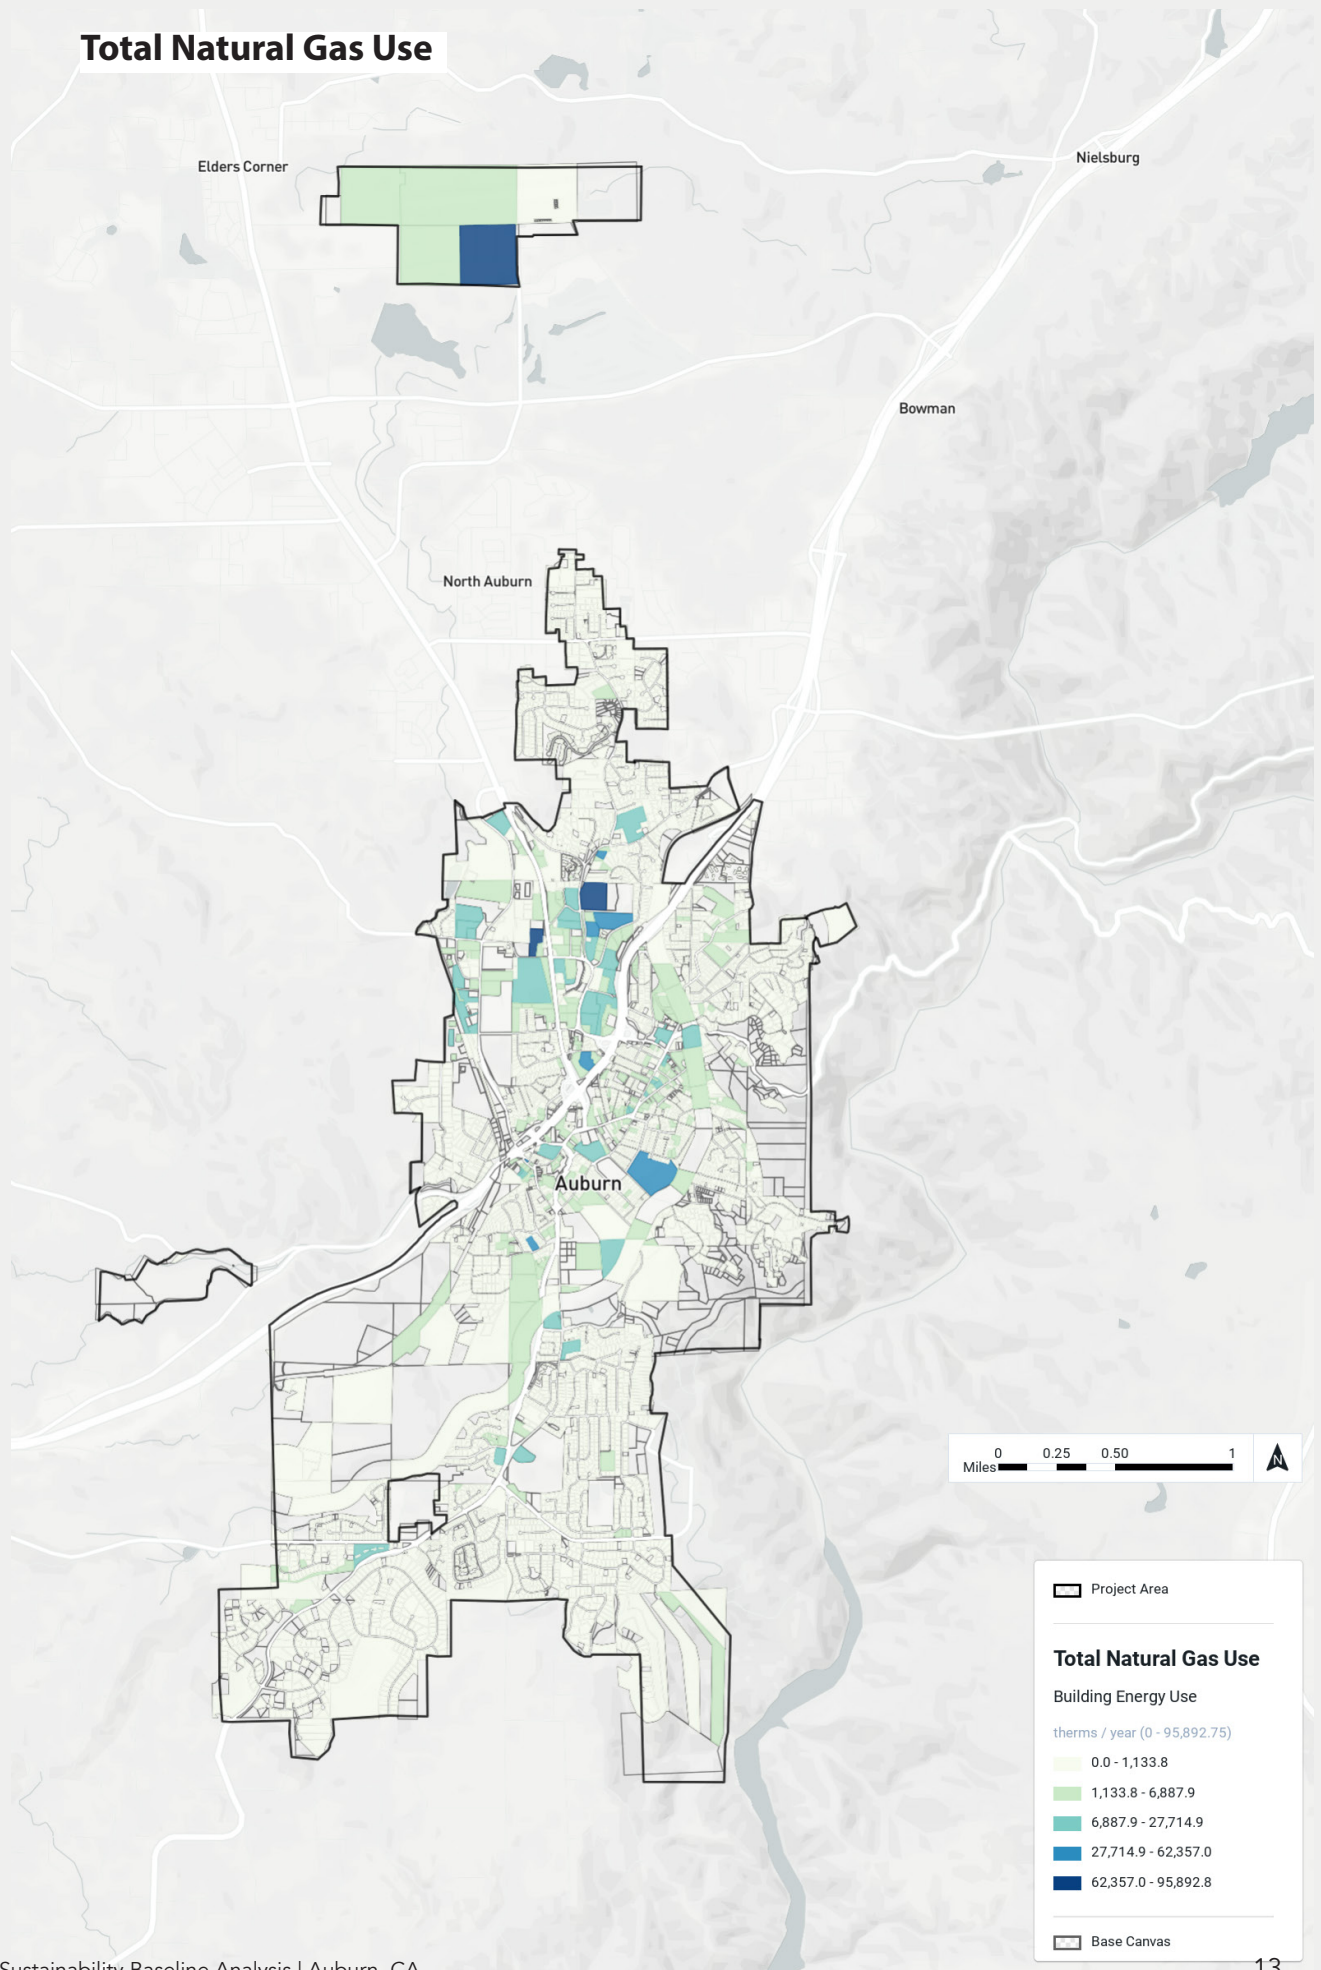 Total Natural Gas Use
Elders Corner
Nielsburg
Bowman
North Auburn
Auburn
0 0.25 0.50 1
Miles
N
Project Area
Total Natural Gas Use
Building Energy Use
therms / year (0 - 95,892.75)
0.0 - 1,133.8
1,133.8 - 6,887.9
6,887.9 - 27,714.9
27,714.9 - 62,357.0
62,357.0 - 95,892.8
Base Canvas
Sustainability Baseline Analysis | Auburn, CA
13